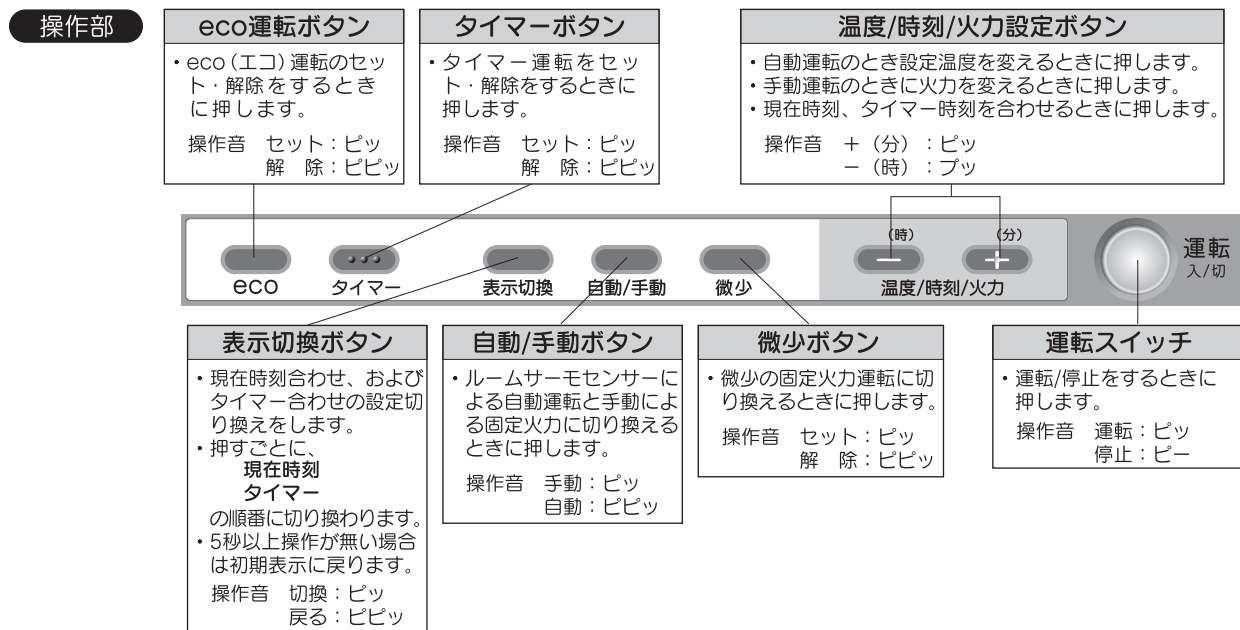 操作部
eco運転ボタン
・eco(エコ)運転のセッ
ト・解除をするとき
に押します。
操作音 セット：ピッ
解 除：ピピッ
タイマーボタン
・タイマー運転をセッ
ト・解除をするときに
押します。
操作音 セット：ピッ
解 除：ピピッ
温度/時刻/火力設定ボタン
・自動運転のとき設定温度を変えるときに押します。
・手動運転のときに火力を変えるときに押します。
・現在時刻、タイマー時刻を合わせるときに押します。
操作音 ＋（分）：ピッ
－（時）：プッ
(時) (分)
eco タイマー 表示切換 自動/手動 微少 温度/時刻/火力
運転
入/切
表示切換ボタン
・現在時刻合わせ、および
タイマー合わせの設定切
り換えをします。
・押すごとに、
現在時刻
タイマー
の順番に切り換わります。
・5秒以上操作が無い場合
は初期表示に戻ります。
操作音 切換：ピッ
戻る：ピピッ
自動/手動ボタン
・ルームサーモセンサーに
よる自動運転と手動によ
る固定火力に切り換える
ときに押します。
操作音 手動：ピッ
自動：ピピッ
微少ボタン
・微少の固定火力運転に切
り換えるときに押します。
操作音 セット：ピッ
解 除：ピピッ
運転スイッチ
・運転/停止をするときに
押します。
操作音 運転：ピッ
停止：ピー